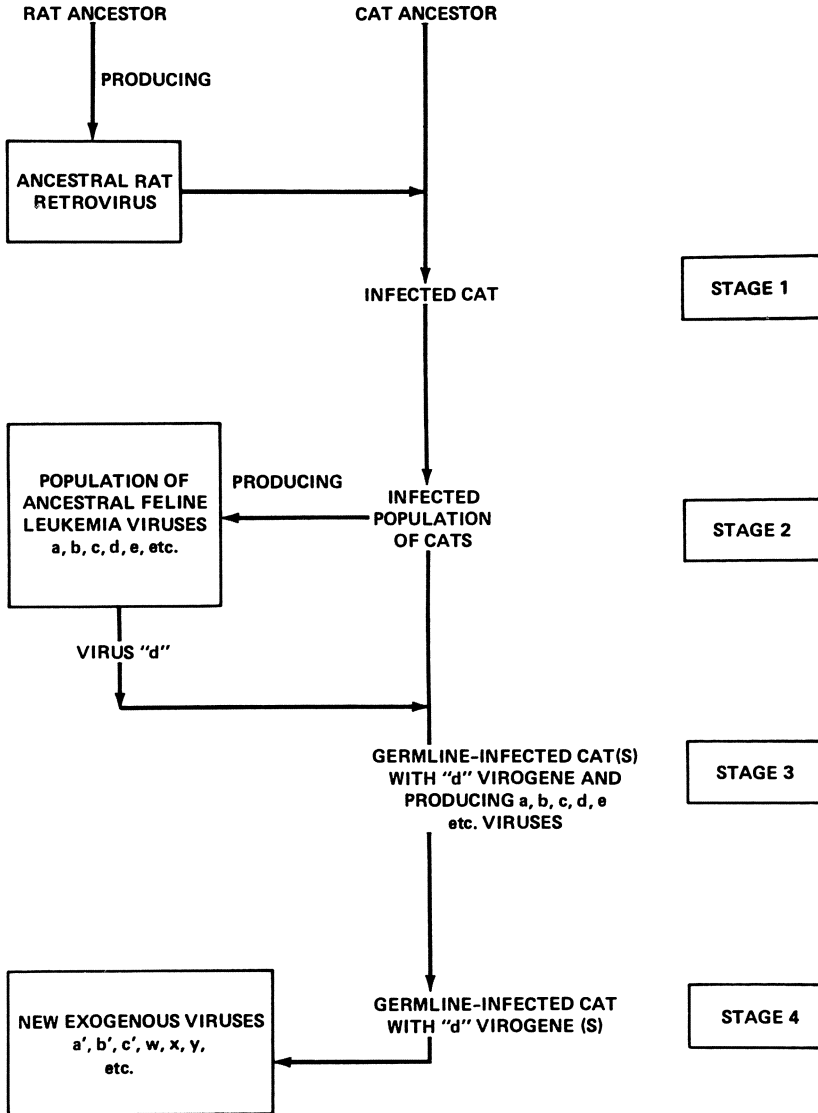 RAT ANCESTOR
CAT ANCESTOR
PRODUCING
ANCESTRAL RAT
RETROVIRUS
INFECTED CAT
STAGE 1
POPULATION OF
ANCESTRAL FELINE
LEUKEMIA VIRUSES
a, b, c, d, e, etc.
PRODUCING
INFECTED
POPULATION
OF CATS
STAGE 2
VIRUS “d”
GERMLINE-INFECTED CAT(S)
WITH “d” VIROGENE AND
PRODUCING a, b, c, d, e
etc. VIRUSES
STAGE 3
NEW EXOGENOUS VIRUSES
a′, b′, c′, w, x, y,
etc.
GERMLINE-INFECTED CAT
WITH “d” VIROGENE (S)
STAGE 4